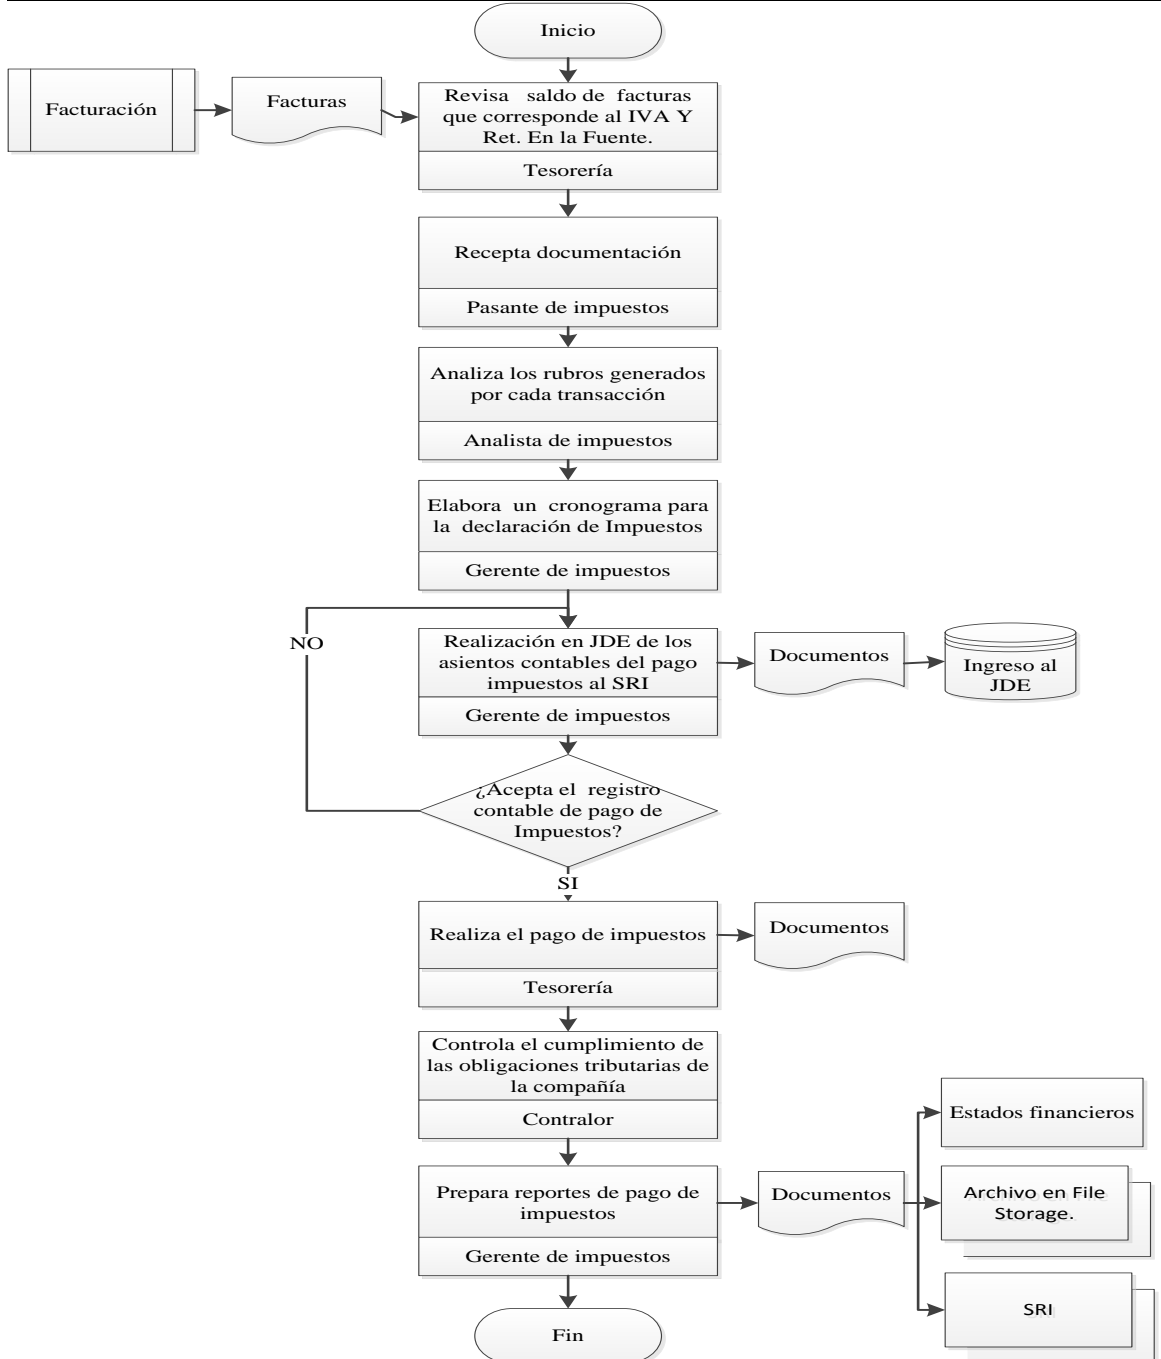 Inicio
Facturación
Facturas
Revisa saldo de facturas
que corresponde al IVA Y
Ret. En la Fuente.
Tesorería
Recepta documentación
Pasante de impuestos
Analiza los rubros generados
por cada transacción
Analista de impuestos
Elabora un cronograma para
la declaración de Impuestos
Gerente de impuestos
NO
Realización en JDE de los
asientos contables del pago
impuestos al SRI
Gerente de impuestos
Documentos
Ingreso al
JDE
¿Acepta el registro
contable de pago de
Impuestos?
SI
Realiza el pago de impuestos
Tesorería
Documentos
Controla el cumplimiento de
las obligaciones tributarias de
la compañía
Contralor
Prepara reportes de pago de
impuestos
Gerente de impuestos
Documentos
Estados financieros
Archivo en File
Storage.
SRI
Fin